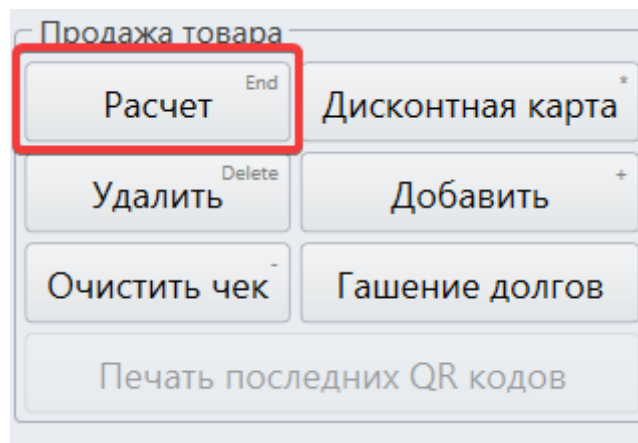 Продажа товара
Расчет End
Дисконтная карта *
Удалить Delete
Добавить +
Очистить чек -
Гашение долгов
Печать последних QR кодов